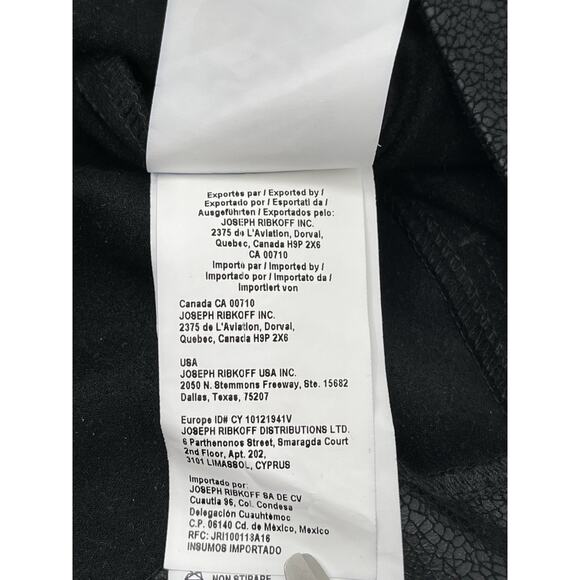 Exportés par / Exported by /
Exportado por / Esportati da /
Ausgeführten / Exportados pelo:
JOSEPH RIBKOFF INC.
2375 de L'Aviation, Dorval,
Quebec, Canada H9P 2X6
CA 00710
Importé par / Imported by /
Importado por / Importato da /
Importiert von
Canada CA 00710
JOSEPH RIBKOFF INC.
2375 de L'Aviation, Dorval,
Quebec, Canada H9P 2X6
USA
JOSEPH RIBKOFF USA INC.
2050 N. Stemmons Freeway, Ste. 15682
Dallas, Texas, 75207
Europe ID# CY 10121941V
JOSEPH RIBKOFF DISTRIBUTIONS LTD.
6 Parthenonos Street, Smaragda Court
2nd Floor, Apt. 202,
3101 LIMASSOL, CYPRUS
Importado por:
JOSEPH RIBKOFF SA DE CV
Cuautla 96, Col. Condesa
Delegación Cuauhtémoc
C.P. 06140 Cd. de México, Mexico
RFC: JRI100113A16
INSUMOS IMPORTADO
NON STIRARE